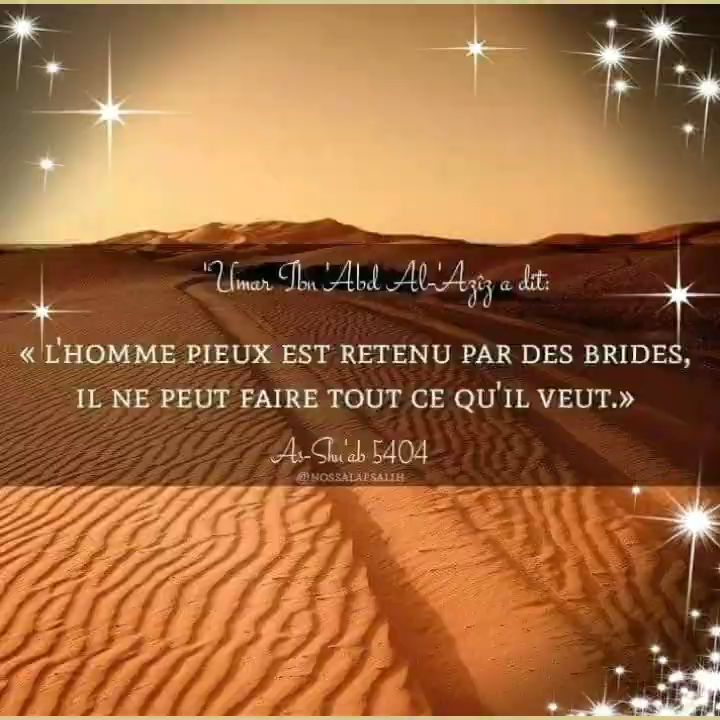 'Umar Ibn 'Abd Al-'Azîz a dit:
« L'HOMME PIEUX EST RETENU PAR DES BRIDES,
IL NE PEUT FAIRE TOUT CE QU'IL VEUT.»
As-Shu'ab 5404
@NOSSALAFSALIH